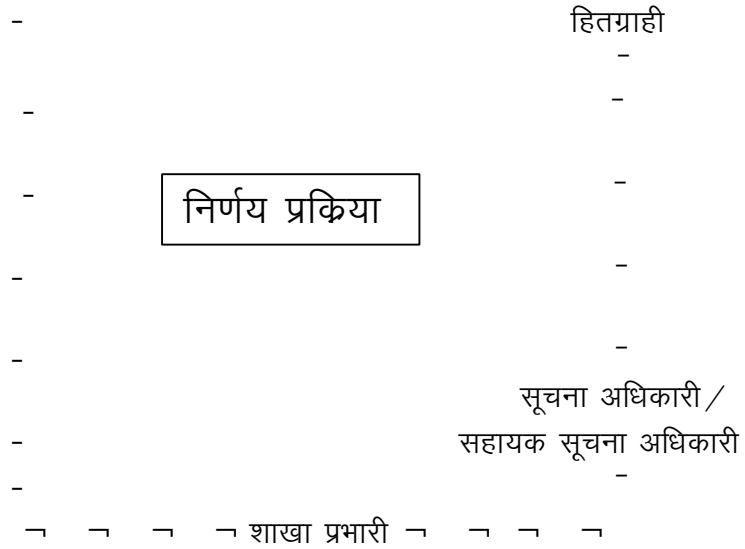 - हितग्राही
-
- -
- -
निर्णय प्रक्रिया
- -
- -
सूचना अधिकारी /
- सहायक सूचना अधिकारी
- -
¬ ¬ ¬ ¬ शाखा प्रभारी ¬ ¬ ¬ ¬